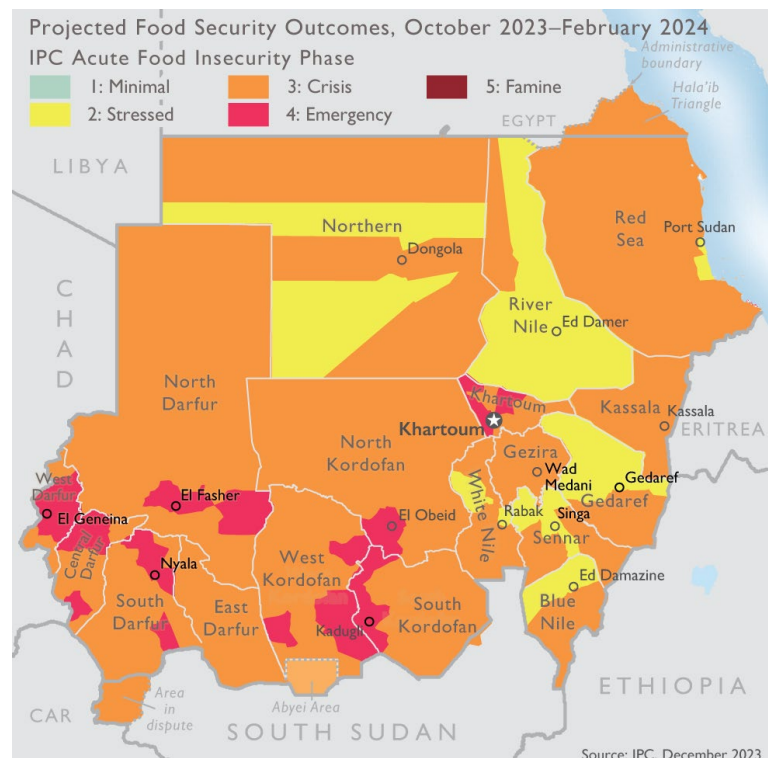 Projected Food Security Outcomes, October 2023–February 2024
IPC Acute Food Insecurity Phase
1: Minimal
3: Crisis
5: Famine
2: Stressed
4: Emergency
Administrative
boundary
Hala'ib
Triangle
EGYPT
LIBYA
Red
Sea
Port Sudan
Northern
Dongola
CHAD
River
Nile
Ed Damer
North
Darfur
Khartoum
Kassala
Kassala
Khartoum
ERITREA
North
Kordofan
Gezira
Wad
Medani
West
Darfur
White Nile
Gedaref
Gedaref
El Fasher
Rabak
Singa
El Geneina
El Obeid
Sennar
Central
Darfur
West
Kordofan
Nyala
Ed Damazine
South
Darfur
East
Darfur
Kadugli
South
Kordofan
Blue
Nile
Area
in
dispute
Abyei Area
ETHIOPIA
CAR
SOUTH SUDAN
Source: IPC, December 2023